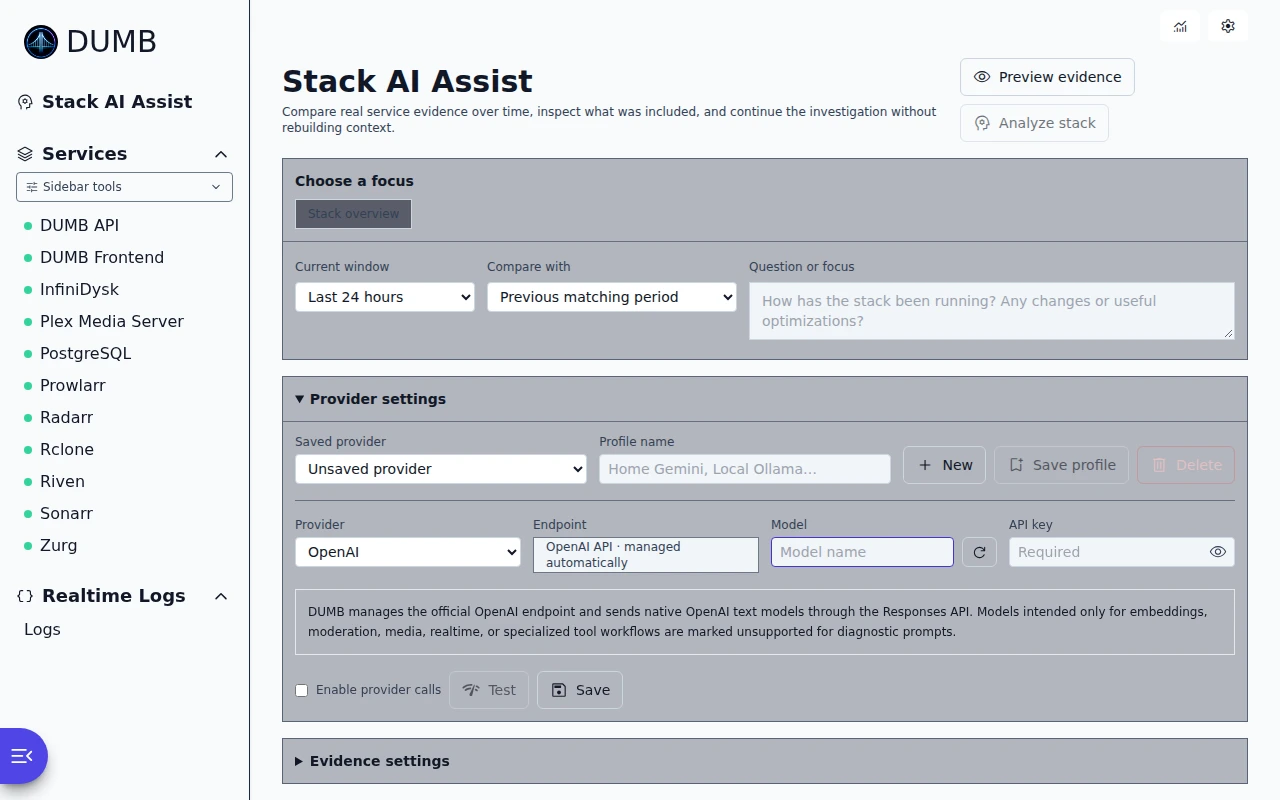 DUMB
Stack AI Assist
Services
Sidebar tools
DUMB API
DUMB Frontend
InfiniDysk
Plex Media Server
PostgreSQL
Prowlarr
Radarr
Rclone
Riven
Sonarr
Zurg
Realtime Logs
Logs
Stack AI Assist
Compare real service evidence over time, inspect what was included, and continue the investigation without
rebuilding context.
Preview evidence
Analyze stack
Choose a focus
Stack overview
Current window
Compare with
Question or focus
Last 24 hours
Previous matching period
How has the stack been running? Any changes or useful
optimizations?
Provider settings
Saved provider
Profile name
Unsaved provider
Home Gemini, Local Ollama...
New
Save profile
Delete
Provider
Endpoint
Model
API key
OpenAI
OpenAI API · managed
automatically
Model name
Required
DUMB manages the official OpenAI endpoint and sends native OpenAI text models through the Responses API. Models intended only for embeddings,
moderation, media, realtime, or specialized tool workflows are marked unsupported for diagnostic prompts.
Enable provider calls
Test
Save
Evidence settings